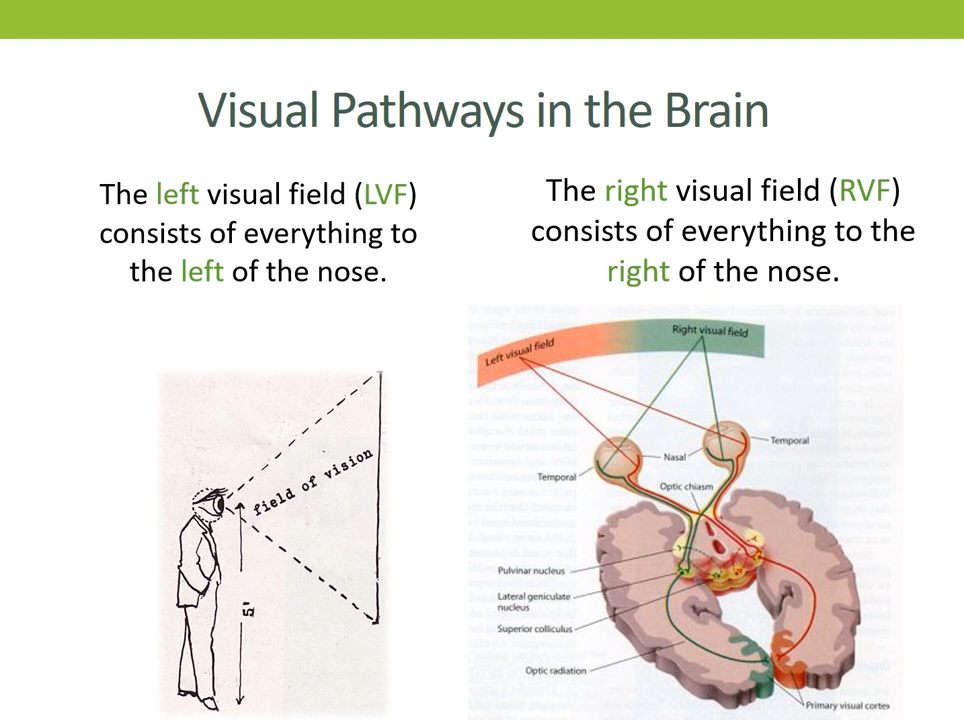 Visual Pathways in the Brain
The left visual field (LVF)
consists of everything to
the left of the nose.
The right visual field (RVF)
consists of everything to the
right of the nose.
field of vision
5'
Left visual field
Right visual field
Temporal
Nasal
Temporal
Optic chiasm
Pulvinar nucleus
Lateral geniculate
nucleus
Superior colliculus
Optic radiation
Primary visual cortex